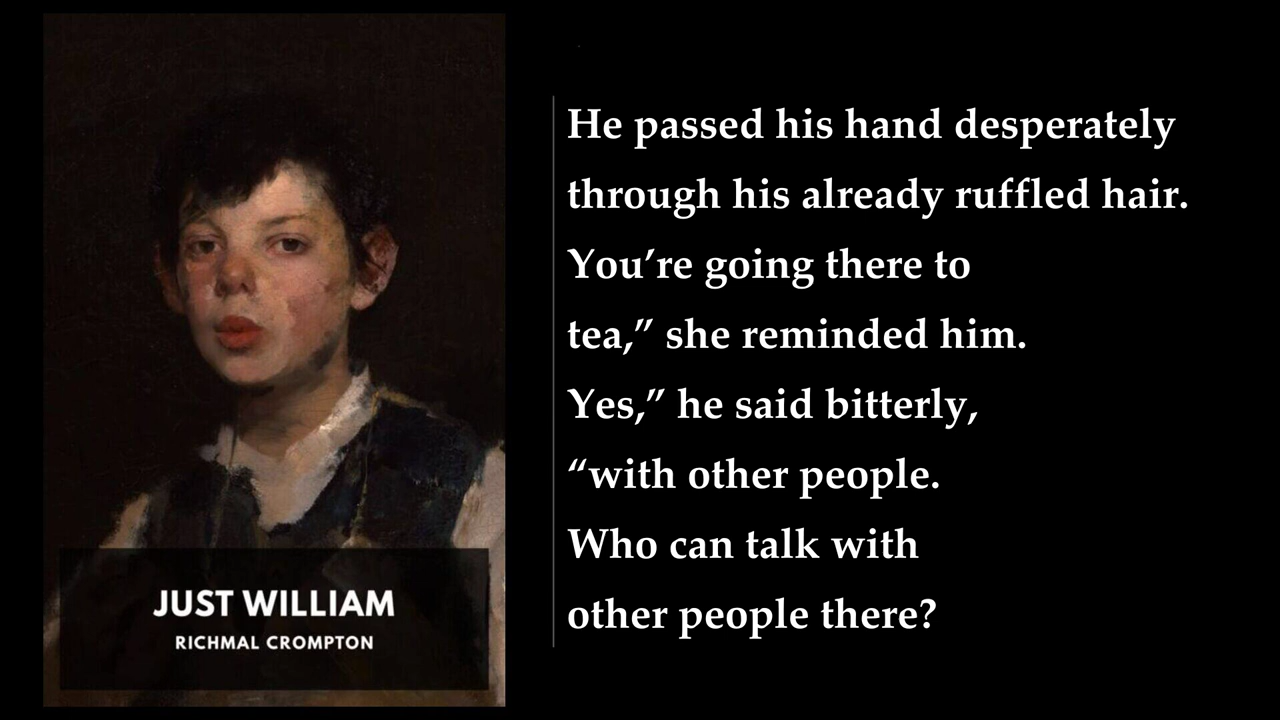 JUST WILLIAM
RICHMAL CROMPTON
He passed his hand desperately
through his already ruffled hair.
You’re going there to
tea,” she reminded him.
Yes,” he said bitterly,
“with other people.
Who can talk with
other people there?